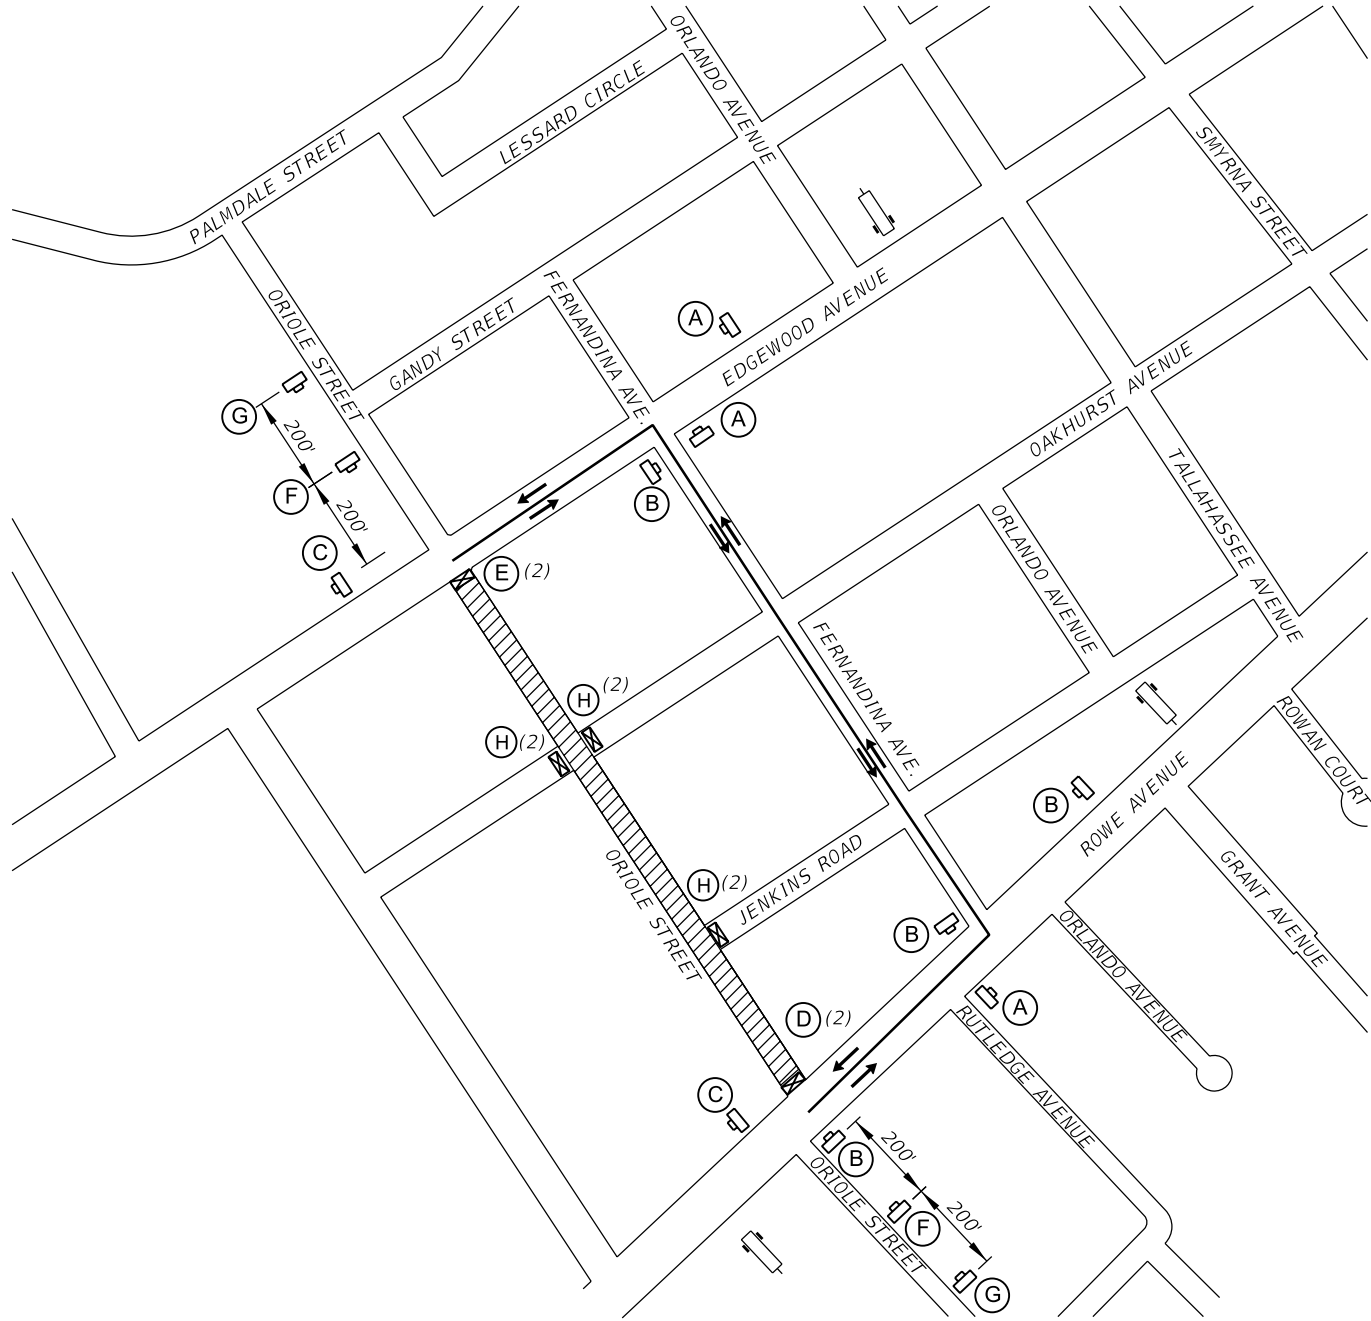 ORLANDO AVENUE
LESSARD CIRCLE
PALMDALE STREET
SMYRNA STREET
ORIOLE STREET
GANDY STREET
FERNANDINA AVE.
A
EDGEWOOD AVENUE
G
200'
A
OAKHURST AVENUE
F
200'
B
TALLAHASSEE AVENUE
C
E (2)
ORLANDO AVENUE
FERNANDINA AVE.
H (2)
H (2)
ROWAN COURT
B
ROWE AVENUE
ORIOLE STREET
H (2)
JENKINS ROAD
GRANT AVENUE
B
ORLANDO AVENUE
A
D (2)
RUTLEDGE AVENUE
C
B
200'
ORIOLE STREET
F
200'
G